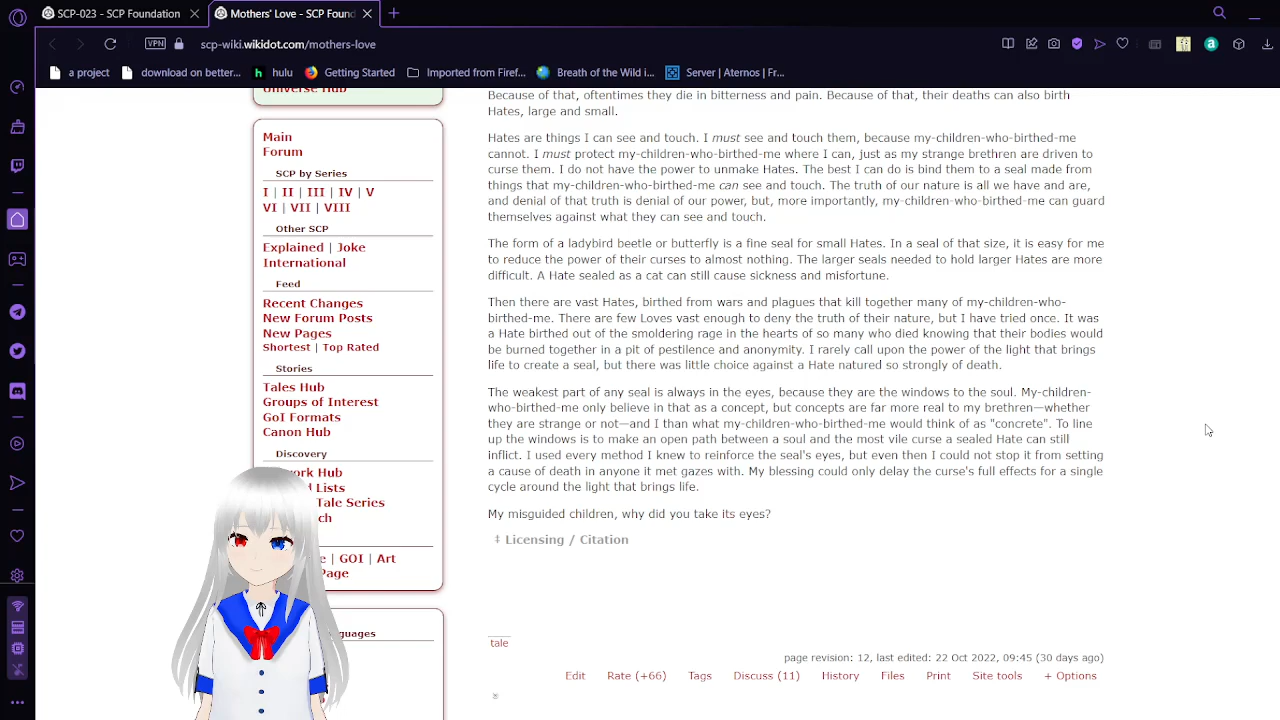 SCP-023 - SCP Foundation
Mothers' Love - SCP Found
VPN
scp-wiki.wikidot.com/mothers-love
a project
download on better...
hulu
Getting Started
Imported from Firef...
Breath of the Wild i...
Server | Aternos | Fr...
Universe Hub
Main
Forum
SCP by Series
I | II | III | IV | V
VI | VII | VIII
Other SCP
Explained | Joke
International
Feed
Recent Changes
New Forum Posts
New Pages
Shortest | Top Rated
Stories
Tales Hub
Groups of Interest
GoI Formats
Canon Hub
Discovery
ork Hub
Lists
Tale Series
ch
| GOI | Art
Page
guages
Because of that, oftentimes they die in bitterness and pain. Because of that, their deaths can also birth
Hates, large and small.
Hates are things I can see and touch. I must see and touch them, because my-children-who-birthed-me
cannot. I must protect my-children-who-birthed-me where I can, just as my strange brethren are driven to
curse them. I do not have the power to unmake Hates. The best I can do is bind them to a seal made from
things that my-children-who-birthed-me can see and touch. The truth of our nature is all we have and are,
and denial of that truth is denial of our power, but, more importantly, my-children-who-birthed-me can guard
themselves against what they can see and touch.
The form of a ladybird beetle or butterfly is a fine seal for small Hates. In a seal of that size, it is easy for me
to reduce the power of their curses to almost nothing. The larger seals needed to hold larger Hates are more
difficult. A Hate sealed as a cat can still cause sickness and misfortune.
Then there are vast Hates, birthed from wars and plagues that kill together many of my-children-who-
birthed-me. There are few Loves vast enough to deny the truth of their nature, but I have tried once. It was
a Hate birthed out of the smoldering rage in the hearts of so many who died knowing that their bodies would
be burned together in a pit of pestilence and anonymity. I rarely call upon the power of the light that brings
life to create a seal, but there was little choice against a Hate natured so strongly of death.
The weakest part of any seal is always in the eyes, because they are the windows to the soul. My-children-
who-birthed-me only believe in that as a concept, but concepts are far more real to my brethren—whether
they are strange or not—and I than what my-children-who-birthed-me would think of as "concrete". To line
up the windows is to make an open path between a soul and the most vile curse a sealed Hate can still
inflict. I used every method I knew to reinforce the seal's eyes, but even then I could not stop it from setting
a cause of death in anyone it met gazes with. My blessing could only delay the curse's full effects for a single
cycle around the light that brings life.
My misguided children, why did you take its eyes?
‡ Licensing / Citation
tale
page revision: 12, last edited: 22 Oct 2022, 09:45 (30 days ago)
Edit
Rate (+66)
Tags
Discuss (11)
History
Files
Print
Site tools
+ Options